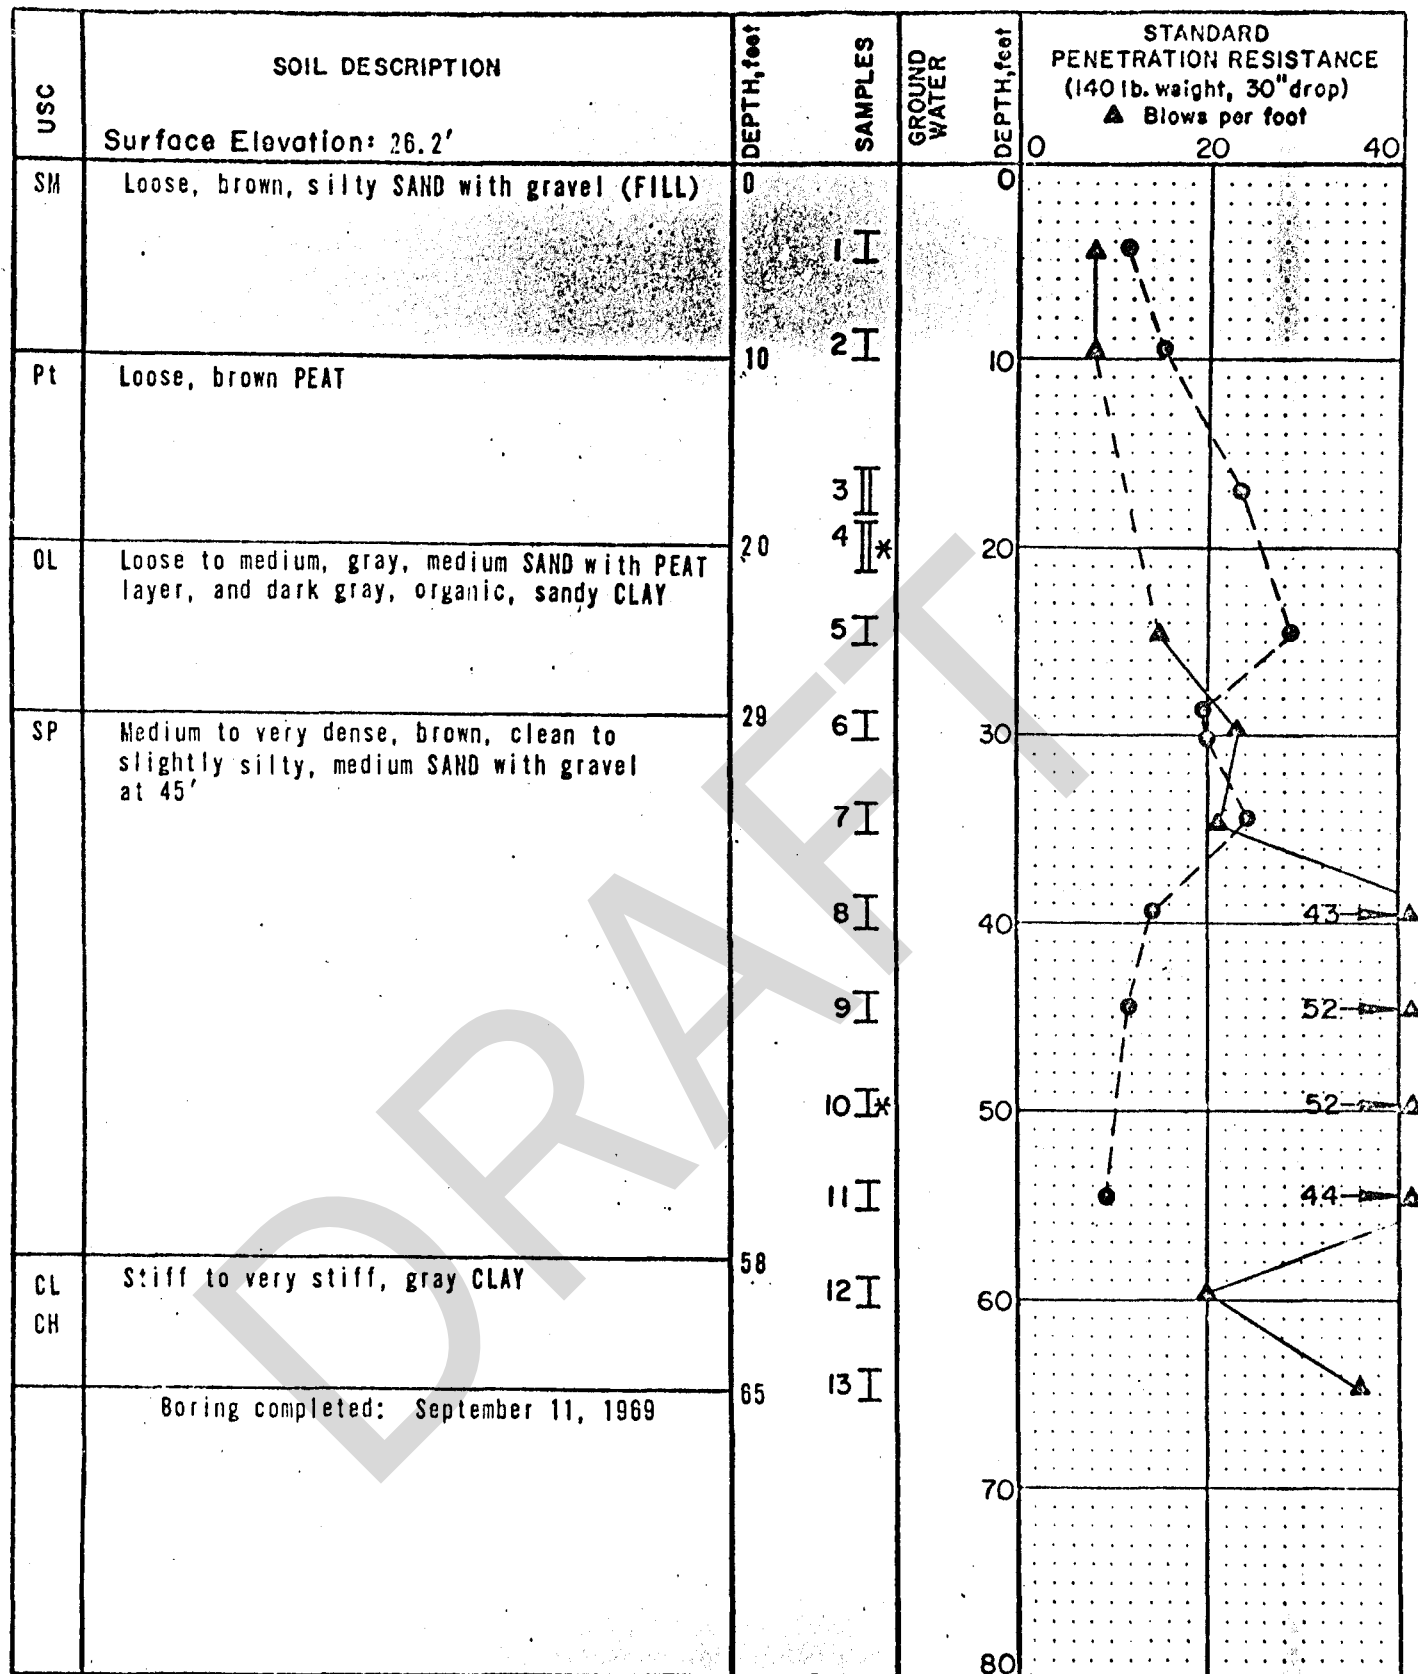 USC
SOIL DESCRIPTION
Surface Elevation: 26.2'
DEPTH, feet
SAMPLES
GROUND
WATER
DEPTH, feet
STANDARD
PENETRATION RESISTANCE
(140 lb. weight, 30" drop)
▲ Blows per foot
0 20 40
SM
Loose, brown, silty SAND with gravel (FILL)
0
0
1
2
10
10
Pt
Loose, brown PEAT
3
4
*
20
20
OL
Loose to medium, gray, medium SAND with PEAT
layer, and dark gray, organic, sandy CLAY
5
29
SP
Medium to very dense, brown, clean to
slightly silty, medium SAND with gravel
at 45'
6
30
7
8
43
40
9
52
10
*
52
50
11
44
58
CL
CH
Stiff to very stiff, gray CLAY
12
60
13
65
Boring completed: September 11, 1969
70
80
DRAFT